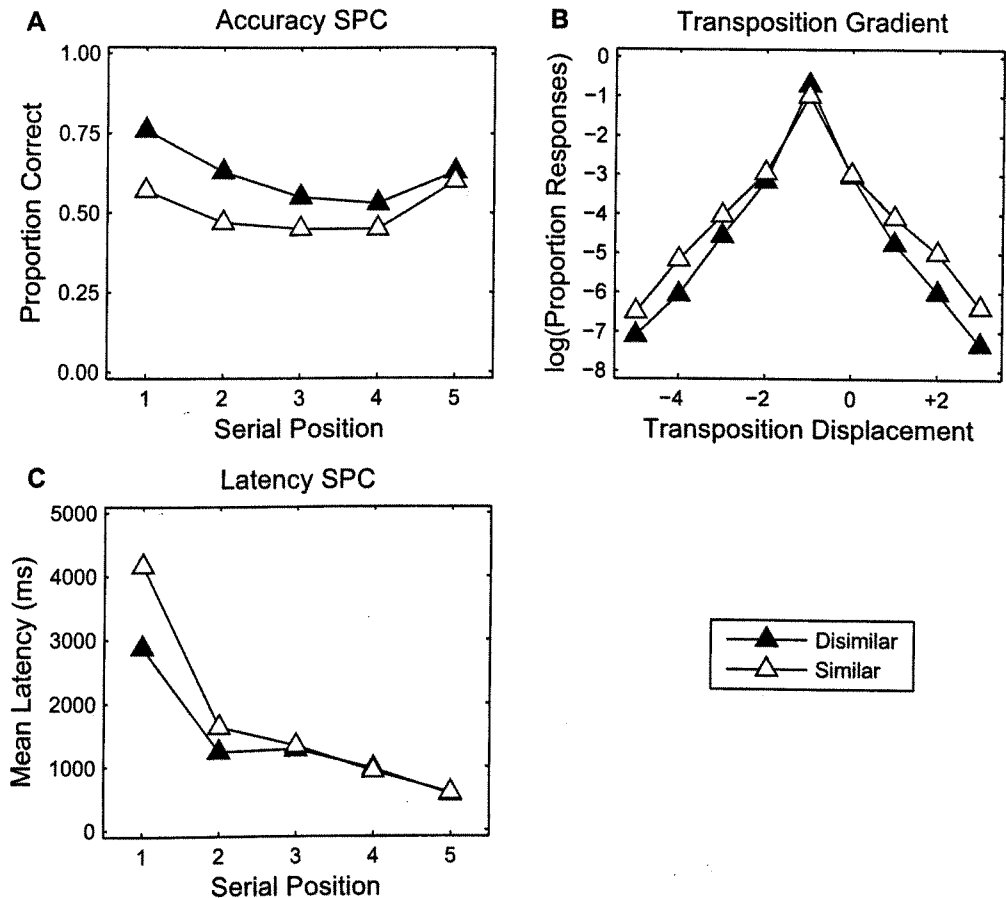 A Accuracy SPC
1.00
0.75
0.50
0.25
0.00
Proportion Correct
1 2 3 4 5
Serial Position
B Transposition Gradient
0
−1
−2
−3
−4
−5
−6
−7
−8
log(Proportion Responses)
−4 −2 0 +2
Transposition Displacement
C Latency SPC
5000
4000
3000
2000
1000
0
Mean Latency (ms)
1 2 3 4 5
Serial Position
Disimilar
Similar